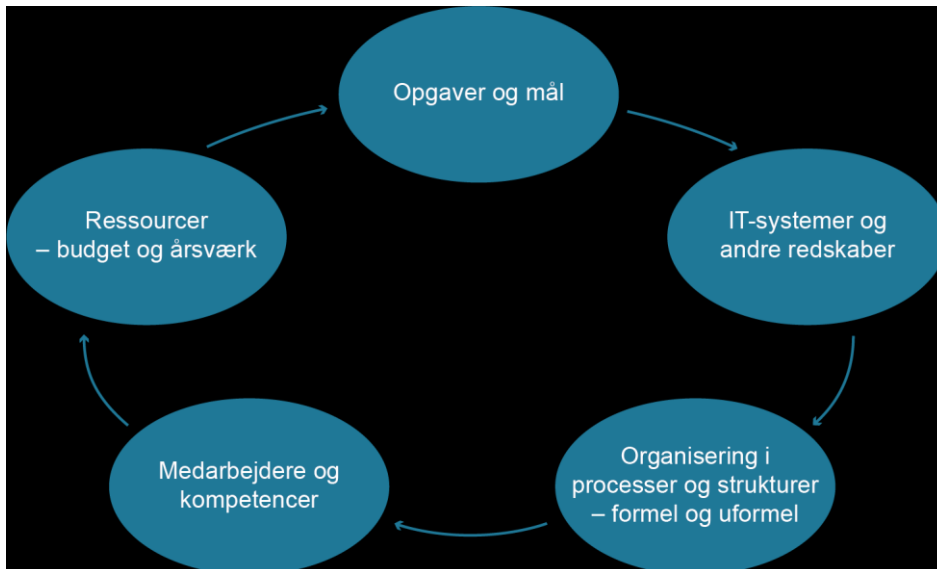 Opgaver og mål
IT-systemer og
andre redskaber
Organisering i
processer og strukturer
– formel og uformel
Medarbejdere og
kompetencer
Ressourcer
– budget og årsværk